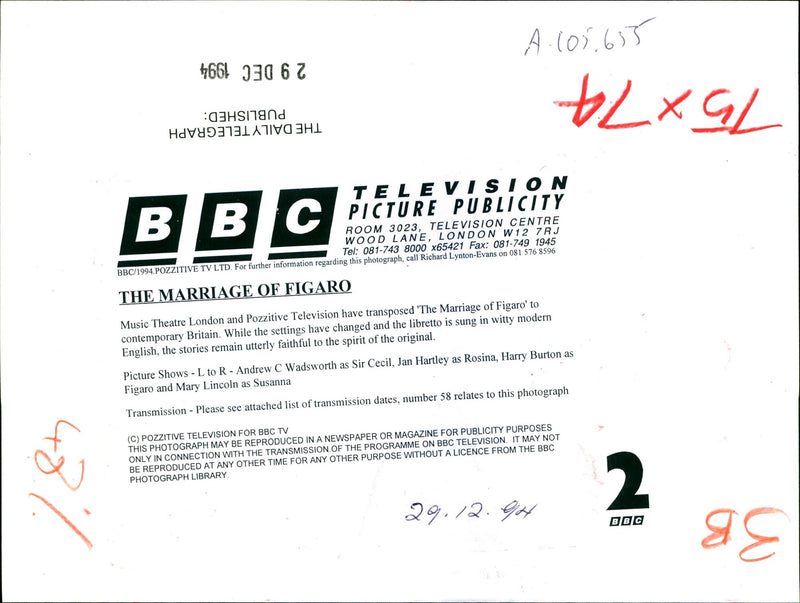 A.105.655
29 DEC 1994
THE DAILY TELEGRAPH
PUBLISHED:
BBC
TELEVISION
PICTURE PUBLICITY
ROOM 3023, TELEVISION CENTRE
WOOD LANE, LONDON W12 7RJ
Tel: 081-743 8000 x65421 Fax: 081-749 1945
BBC/1994.POZZITIVE TV LTD. For further information regarding this photograph, call Richard Lynton-Evans on 081 576 8596
THE MARRIAGE OF FIGARO
Music Theatre London and Pozzitive Television have transposed 'The Marriage of Figaro' to
contemporary Britain. While the settings have changed and the libretto is sung in witty modern
English, the stories remain utterly faithful to the spirit of the original.
Picture Shows - L to R - Andrew C Wadsworth as Sir Cecil, Jan Hartley as Rosina, Harry Burton as
Figaro and Mary Lincoln as Susanna
Transmission - Please see attached list of transmission dates, number 58 relates to this photograph
(C) POZZITIVE TELEVISION FOR BBC TV
THIS PHOTOGRAPH MAY BE REPRODUCED IN A NEWSPAPER OR MAGAZINE FOR PUBLICITY PURPOSES
ONLY IN CONNECTION WITH THE TRANSMISSION OF THE PROGRAMME ON BBC TELEVISION. IT MAY NOT
BE REPRODUCED AT ANY OTHER TIME FOR ANY OTHER PURPOSE WITHOUT A LICENCE FROM THE BBC
PHOTOGRAPH LIBRARY.
29.12.94
2
BBC
3B